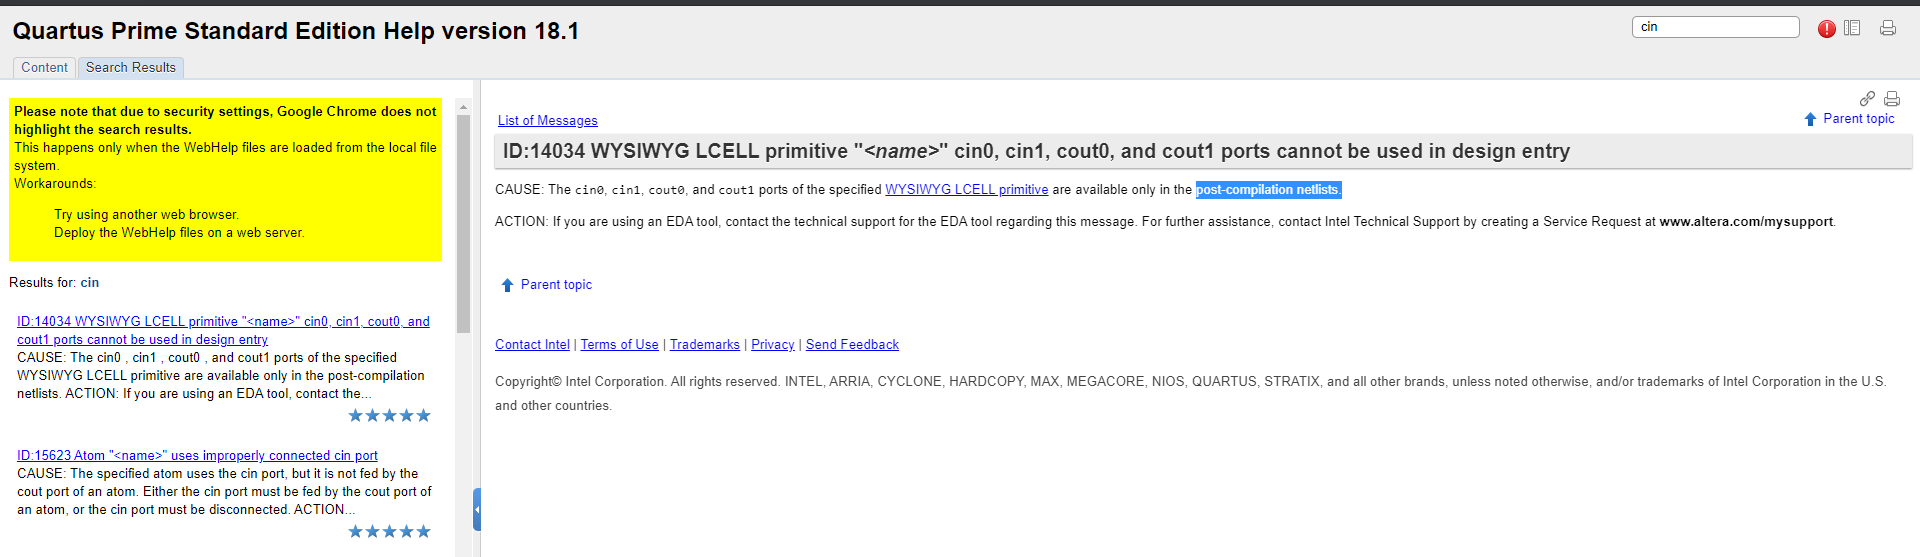 Quartus Prime Standard Edition Help version 18.1
cin
Content
Search Results
Please note that due to security settings, Google Chrome does not
highlight the search results.
This happens only when the WebHelp files are loaded from the local file
system.
Workarounds:
Try using another web browser.
Deploy the WebHelp files on a web server.
Results for: cin
ID:14034 WYSIWYG LCELL primitive "<name>" cin0, cin1, cout0, and
cout1 ports cannot be used in design entry
CAUSE: The cin0 , cin1 , cout0 , and cout1 ports of the specified
WYSIWYG LCELL primitive are available only in the post-compilation
netlists. ACTION: If you are using an EDA tool, contact the...
ID:15623 Atom "<name>" uses improperly connected cin port
CAUSE: The specified atom uses the cin port, but it is not fed by the
cout port of an atom. Either the cin port must be fed by the cout port of
an atom, or the cin port must be disconnected. ACTION...
List of Messages
Parent topic
ID:14034 WYSIWYG LCELL primitive "<name>" cin0, cin1, cout0, and cout1 ports cannot be used in design entry
CAUSE: The cin0, cin1, cout0, and cout1 ports of the specified WYSIWYG LCELL primitive are available only in the post-compilation netlists.
ACTION: If you are using an EDA tool, contact the technical support for the EDA tool regarding this message. For further assistance, contact Intel Technical Support by creating a Service Request at www.altera.com/mysupport.
Parent topic
Contact Intel | Terms of Use | Trademarks | Privacy | Send Feedback
Copyright© Intel Corporation. All rights reserved. INTEL, ARRIA, CYCLONE, HARDCOPY, MAX, MEGACORE, NIOS, QUARTUS, STRATIX, and all other brands, unless noted otherwise, and/or trademarks of Intel Corporation in the U.S.
and other countries.